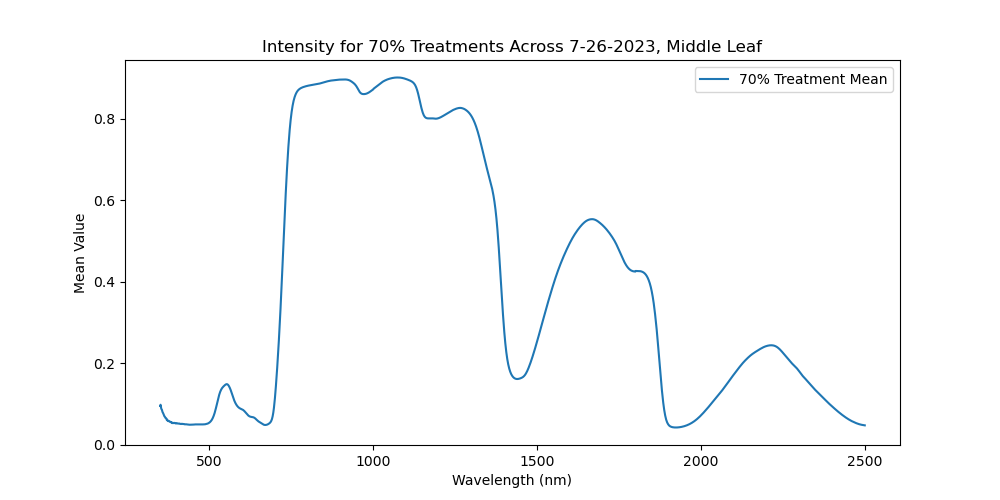 Intensity for 70% Treatments Across 7-26-2023, Middle Leaf
70% Treatment Mean
Mean Value
0.8
0.6
0.4
0.2
0.0
500
1000
1500
2000
2500
Wavelength (nm)